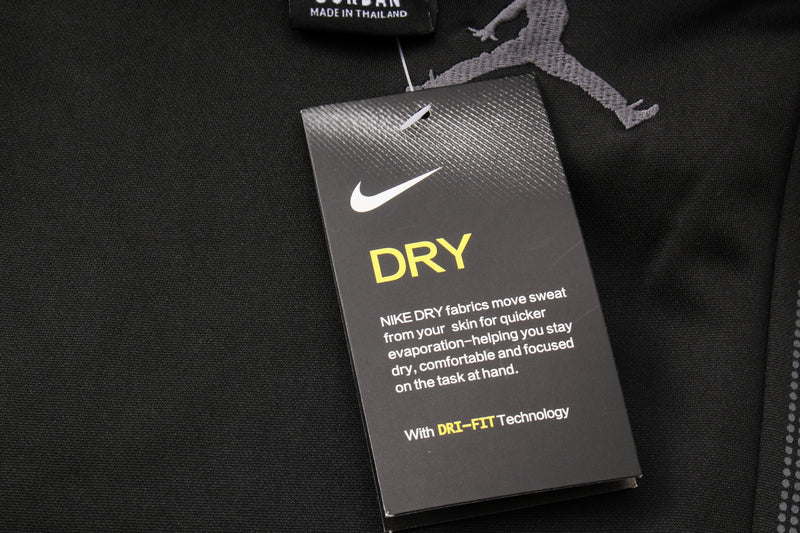 JORDAN
MADE IN THAILAND
DRY
NIKE DRY fabrics move sweat
from your skin for quicker
evaporation-helping you stay
dry, comfortable and focused
on the task at hand.
With DRI-FIT Technology